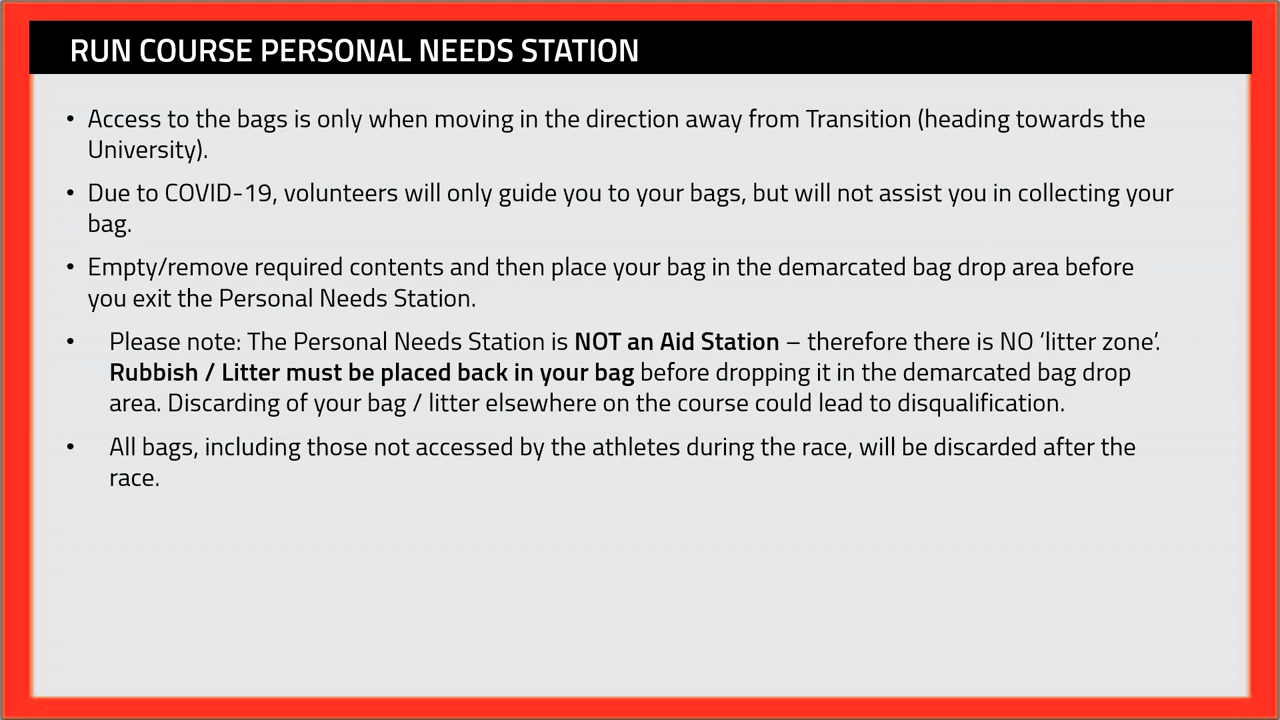 RUN COURSE PERSONAL NEEDS STATION
• Access to the bags is only when moving in the direction away from Transition (heading towards the
University).
• Due to COVID-19, volunteers will only guide you to your bags, but will not assist you in collecting your
bag.
• Empty/remove required contents and then place your bag in the demarcated bag drop area before
you exit the Personal Needs Station.
• Please note: The Personal Needs Station is NOT an Aid Station – therefore there is NO ‘litter zone’.
Rubbish / Litter must be placed back in your bag before dropping it in the demarcated bag drop
area. Discarding of your bag / litter elsewhere on the course could lead to disqualification.
• All bags, including those not accessed by the athletes during the race, will be discarded after the
race.